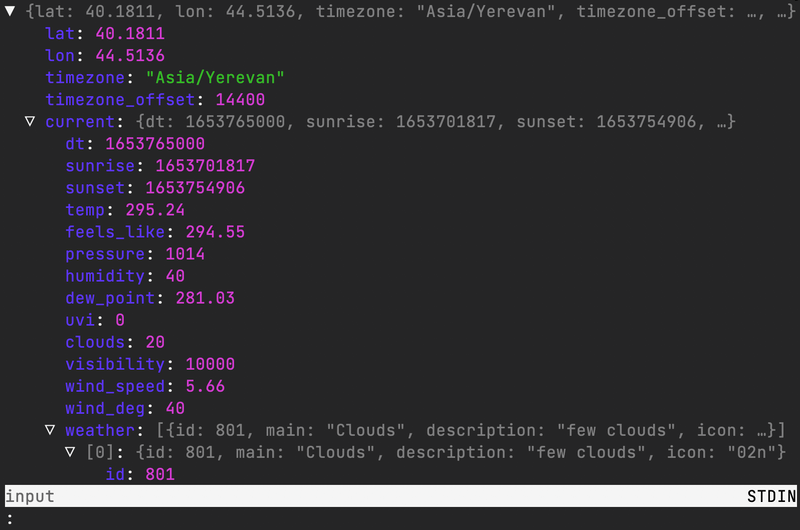 ▼ {lat: 40.1811, lon: 44.5136, timezone: "Asia/Yerevan", timezone_offset: …, …}
lat: 40.1811
lon: 44.5136
timezone: "Asia/Yerevan"
timezone_offset: 14400
▽ current: {dt: 1653765000, sunrise: 1653701817, sunset: 1653754906, …}
dt: 1653765000
sunrise: 1653701817
sunset: 1653754906
temp: 295.24
feels_like: 294.55
pressure: 1014
humidity: 40
dew_point: 281.03
uvi: 0
clouds: 20
visibility: 10000
wind_speed: 5.66
wind_deg: 40
▽ weather: [{id: 801, main: "Clouds", description: "few clouds", icon: …}]
▽ [0]: {id: 801, main: "Clouds", description: "few clouds", icon: "02n"}
id: 801
input STDIN
: